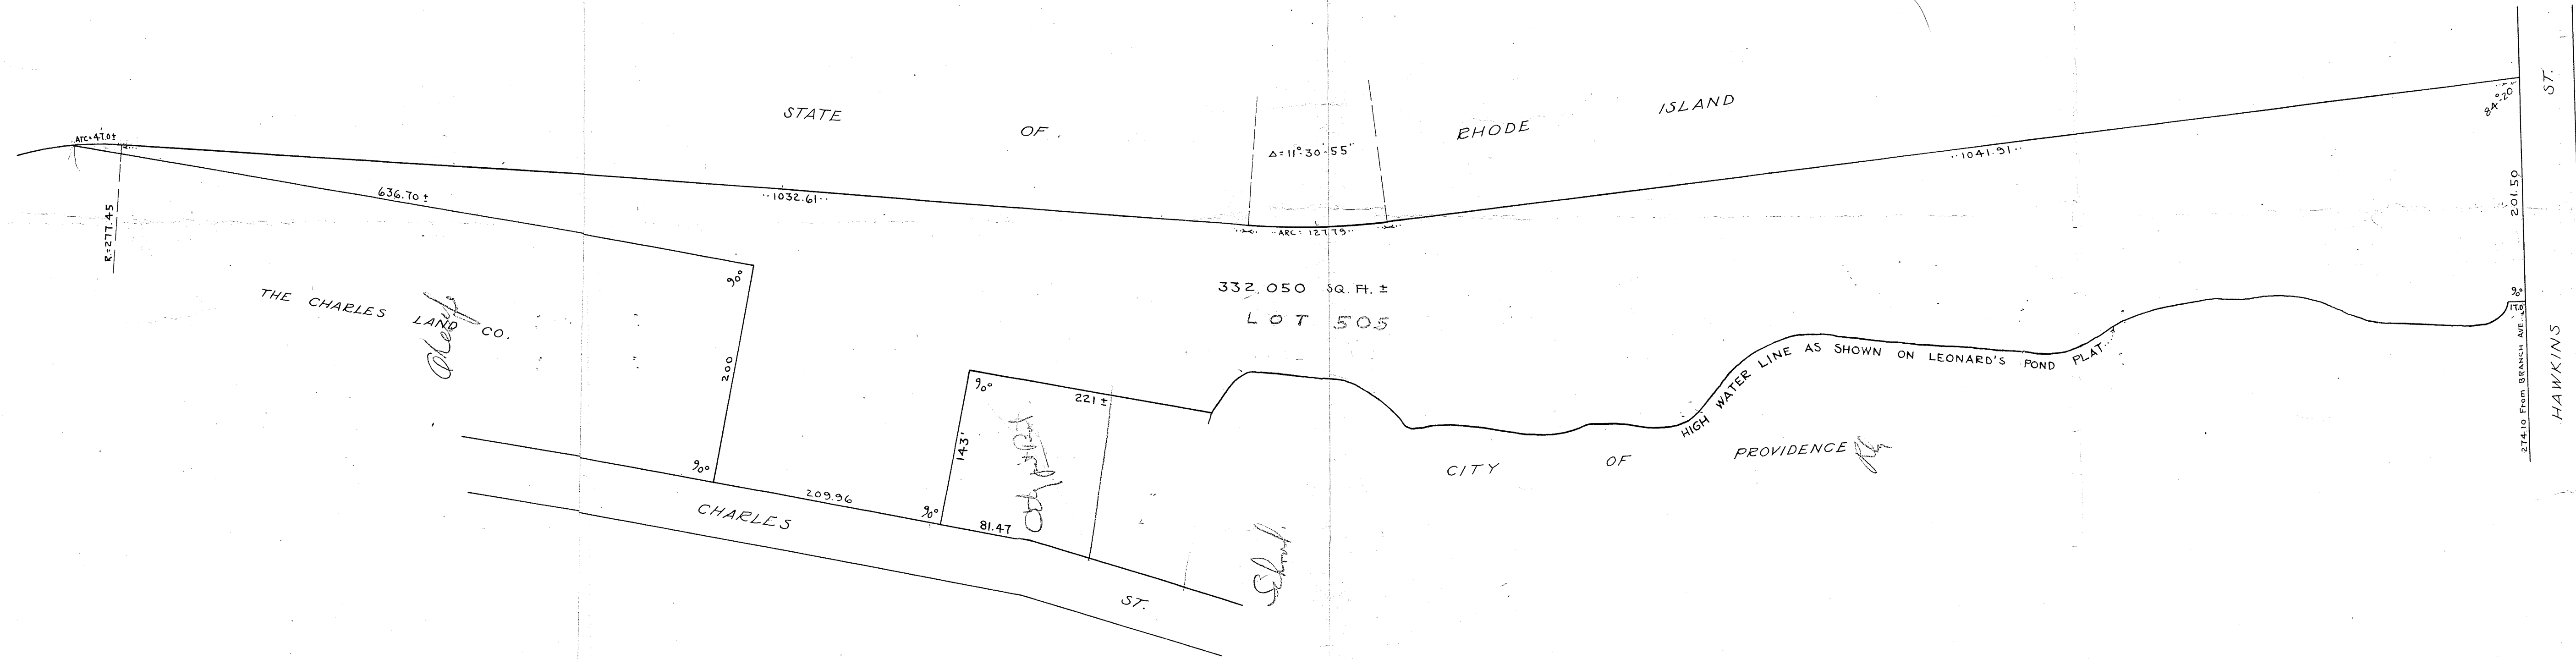 STATE OF RHODE ISLAND
ST.
84°-20'
ARC=47.0±
Δ=11°-30'-55"
1041.91
636.70 ±
1032.61
201.50
R.=277.45
ARC=127.79
THE CHARLES LAND CO.
90°
332,050 SQ. FT. ±
LOT 505
90°
17.0
200
274.10 From BRANCH AVE.
HAWKINS
HIGH WATER LINE AS SHOWN ON LEONARD'S POND PLAT
90°
221 ±
143'
CITY OF PROVIDENCE
90°
209.96
90°
81.47
CHARLES ST.